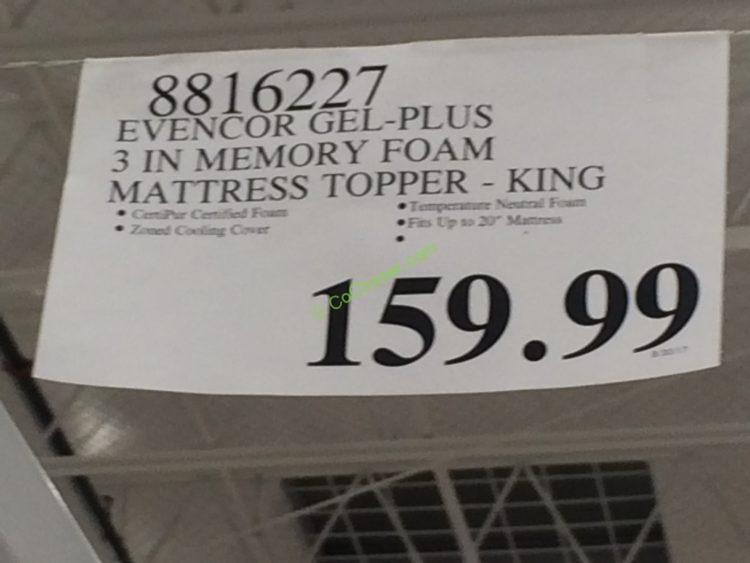 8816227
EVENCOR GEL-PLUS
3 IN MEMORY FOAM
MATTRESS TOPPER - KING
• CertiPur Certified Foam
• Zoned Cooling Cover
• Temperature Neutral Foam
• Fits Up to 20" Mattress
•
159.99